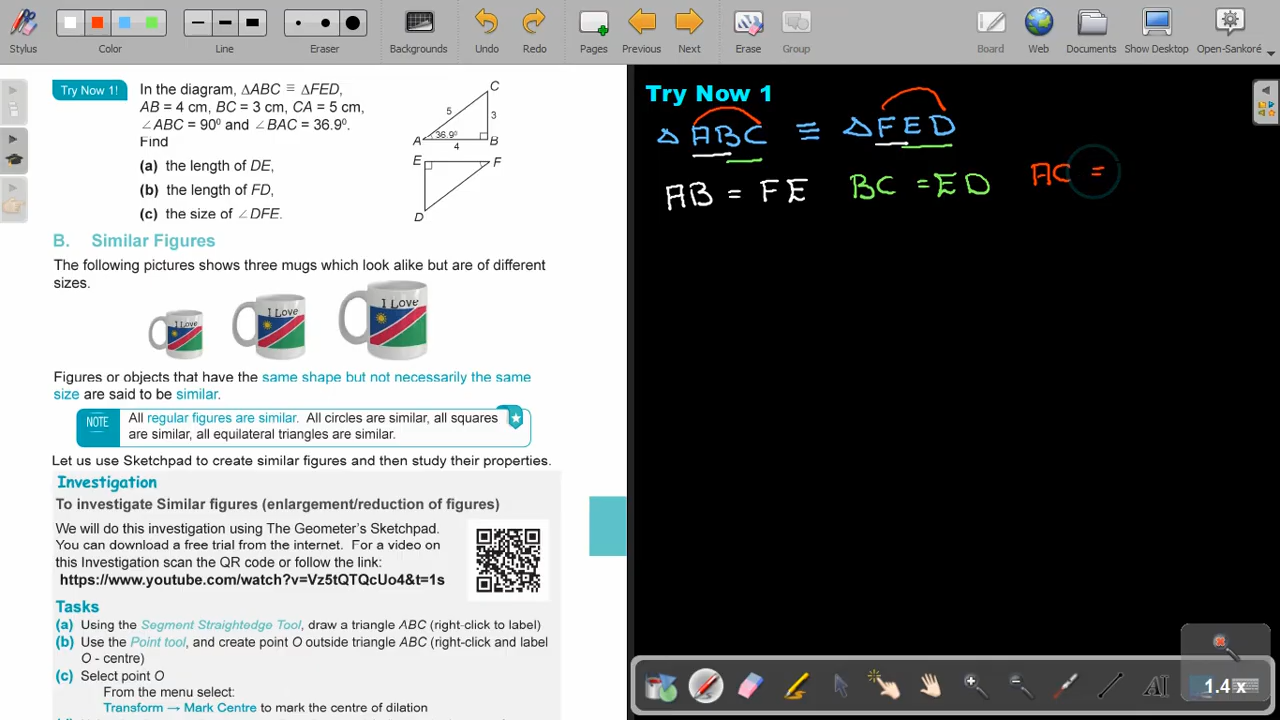 Stylus
Color
Line
Eraser
Backgrounds
Undo
Redo
Pages
Previous
Next
Erase
Group
Board
Web
Documents
Show Desktop
Open-Sankoré
Try Now 1!
In the diagram, ΔABC ≡ ΔFED,
AB = 4 cm, BC = 3 cm, CA = 5 cm,
∠ABC = 90⁰ and ∠BAC = 36.9⁰.
Find
(a) the length of DE,
(b) the length of FD,
(c) the size of ∠DFE.
C
5
3
36.9⁰
A
4
B
E
F
D
B. Similar Figures
The following pictures shows three mugs which look alike but are of different
sizes.
I Love
I Love
I Love
Figures or objects that have the same shape but not necessarily the same
size are said to be similar.
NOTE
All regular figures are similar. All circles are similar, all squares
are similar, all equilateral triangles are similar.
Let us use Sketchpad to create similar figures and then study their properties.
Investigation
To investigate Similar figures (enlargement/reduction of figures)
We will do this investigation using The Geometer's Sketchpad.
You can download a free trial from the internet. For a video on
this Investigation scan the QR code or follow the link:
https://www.youtube.com/watch?v=Vz5tQTQcUo4&t=1s
Tasks
(a) Using the Segment Straightedge Tool, draw a triangle ABC (right-click to label)
(b) Use the Point tool, and create point O outside triangle ABC (right-click and label
O - centre)
(c) Select point O
From the menu select:
Transform → Mark Centre to mark the centre of dilation
Try Now 1
Δ ABC ≡ Δ FED
AB = FE BC = ED AC =
1.4 x